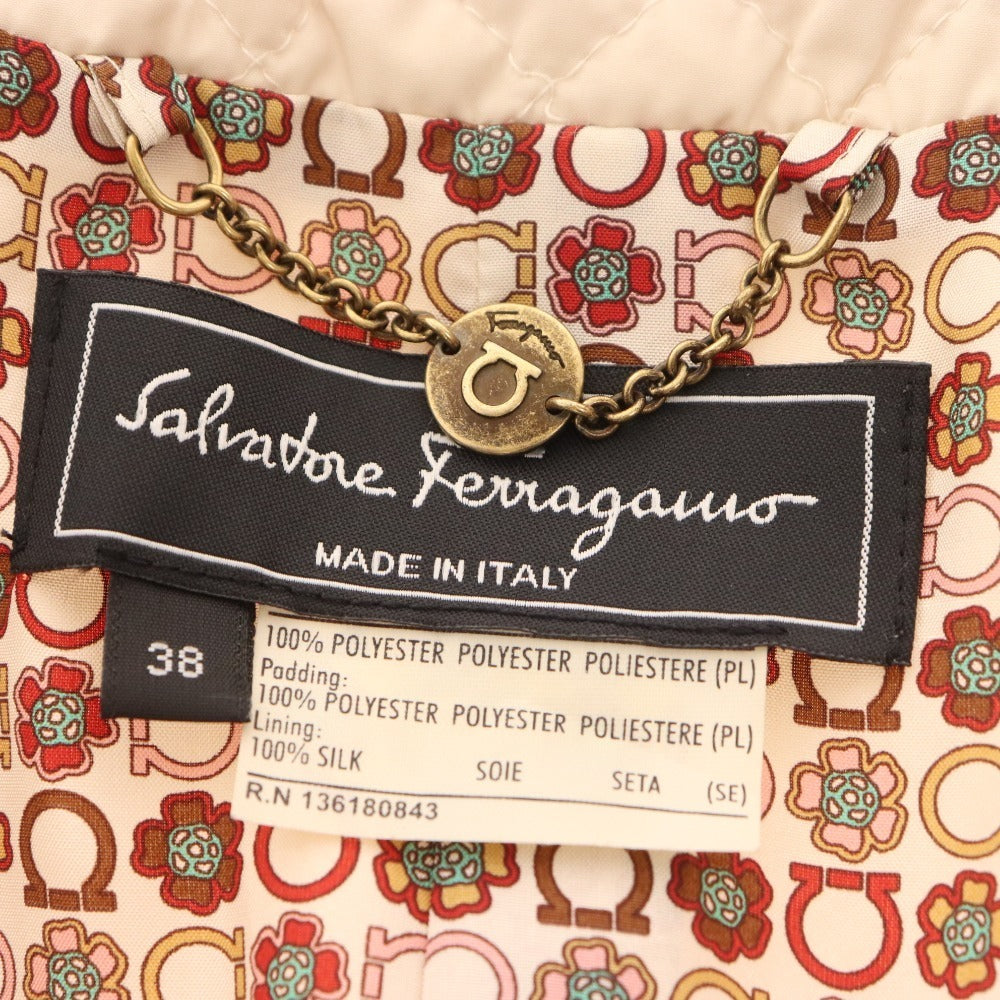 Ferragamo
Salvatore Ferragamo
MADE IN ITALY
38
100% POLYESTER POLYESTER POLIESTERE (PL)
Padding:
100% POLYESTER POLYESTER POLIESTERE (PL)
Lining:
100% SILK SOIE SETA (SE)
R.N 136180843